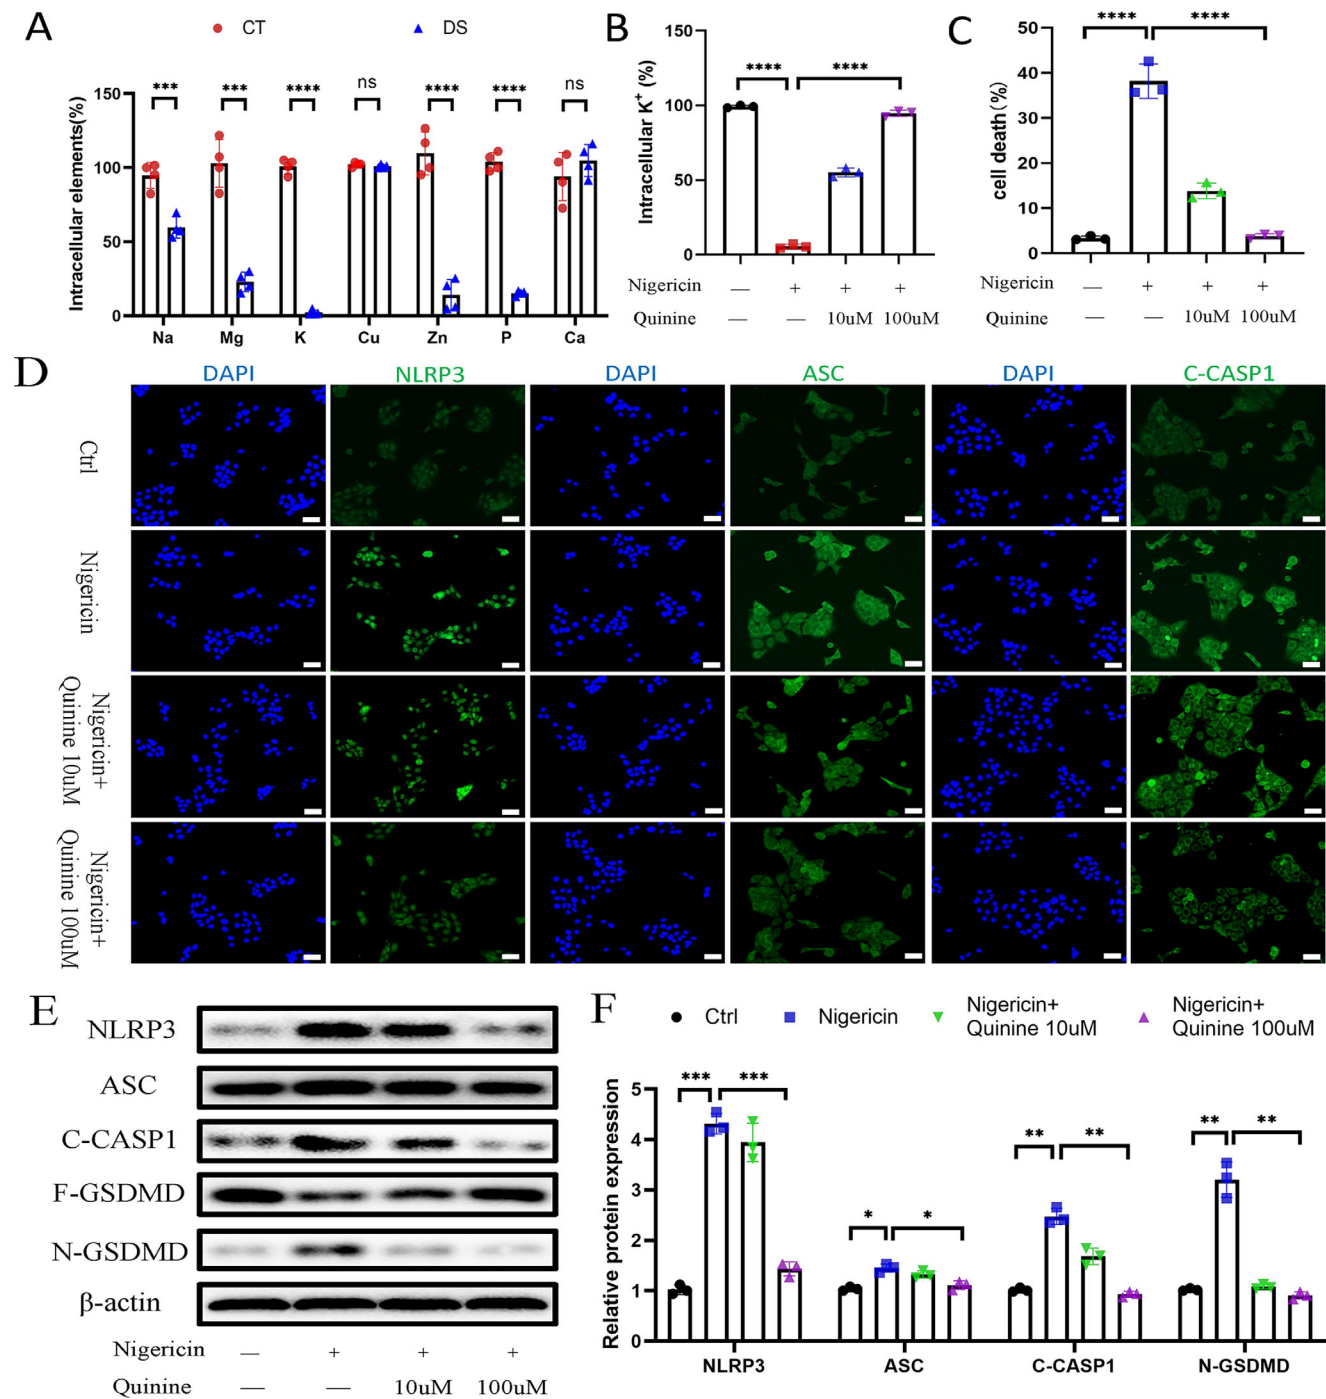 A
CT
DS
Intracellular elements(%)
150
100
50
0
***
***
****
ns
****
****
ns
Na
Mg
K
Cu
Zn
P
Ca
B
Intracellular K+ (%)
150
100
50
0
****
****
Nigericin — + + +
Quinine — — 10uM 100uM
C
cell death(%)
50
40
30
20
10
0
****
****
Nigericin — + + +
Quinine — — 10uM 100uM
D
DAPI
NLRP3
DAPI
ASC
DAPI
C-CASP1
Ctrl
Nigericin
Nigericin+
Quinine 10uM
Nigericin+
Quinine 100uM
E
NLRP3
ASC
C-CASP1
F-GSDMD
N-GSDMD
β-actin
Nigericin — + + +
Quinine — — 10uM 100uM
F
Ctrl
Nigericin
Nigericin+
Quinine 10uM
Nigericin+
Quinine 100uM
Relative protein expression
5
4
3
2
1
0
***
***
*
*
**
**
**
**
NLRP3
ASC
C-CASP1
N-GSDMD